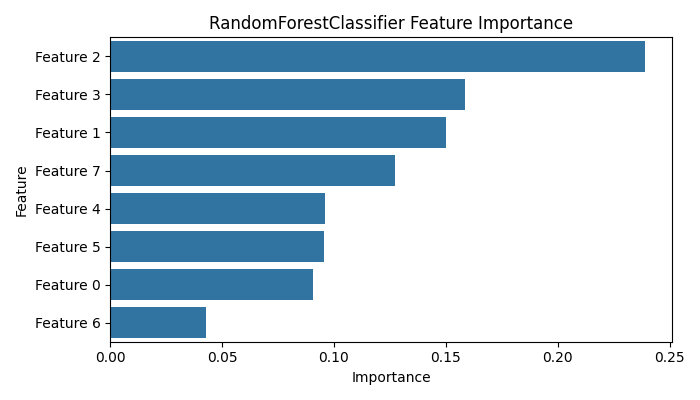 RandomForestClassifier Feature Importance
Feature 2
Feature 3
Feature 1
Feature 7
Feature 4
Feature 5
Feature 0
Feature 6
Feature
0.00 0.05 0.10 0.15 0.20 0.25
Importance